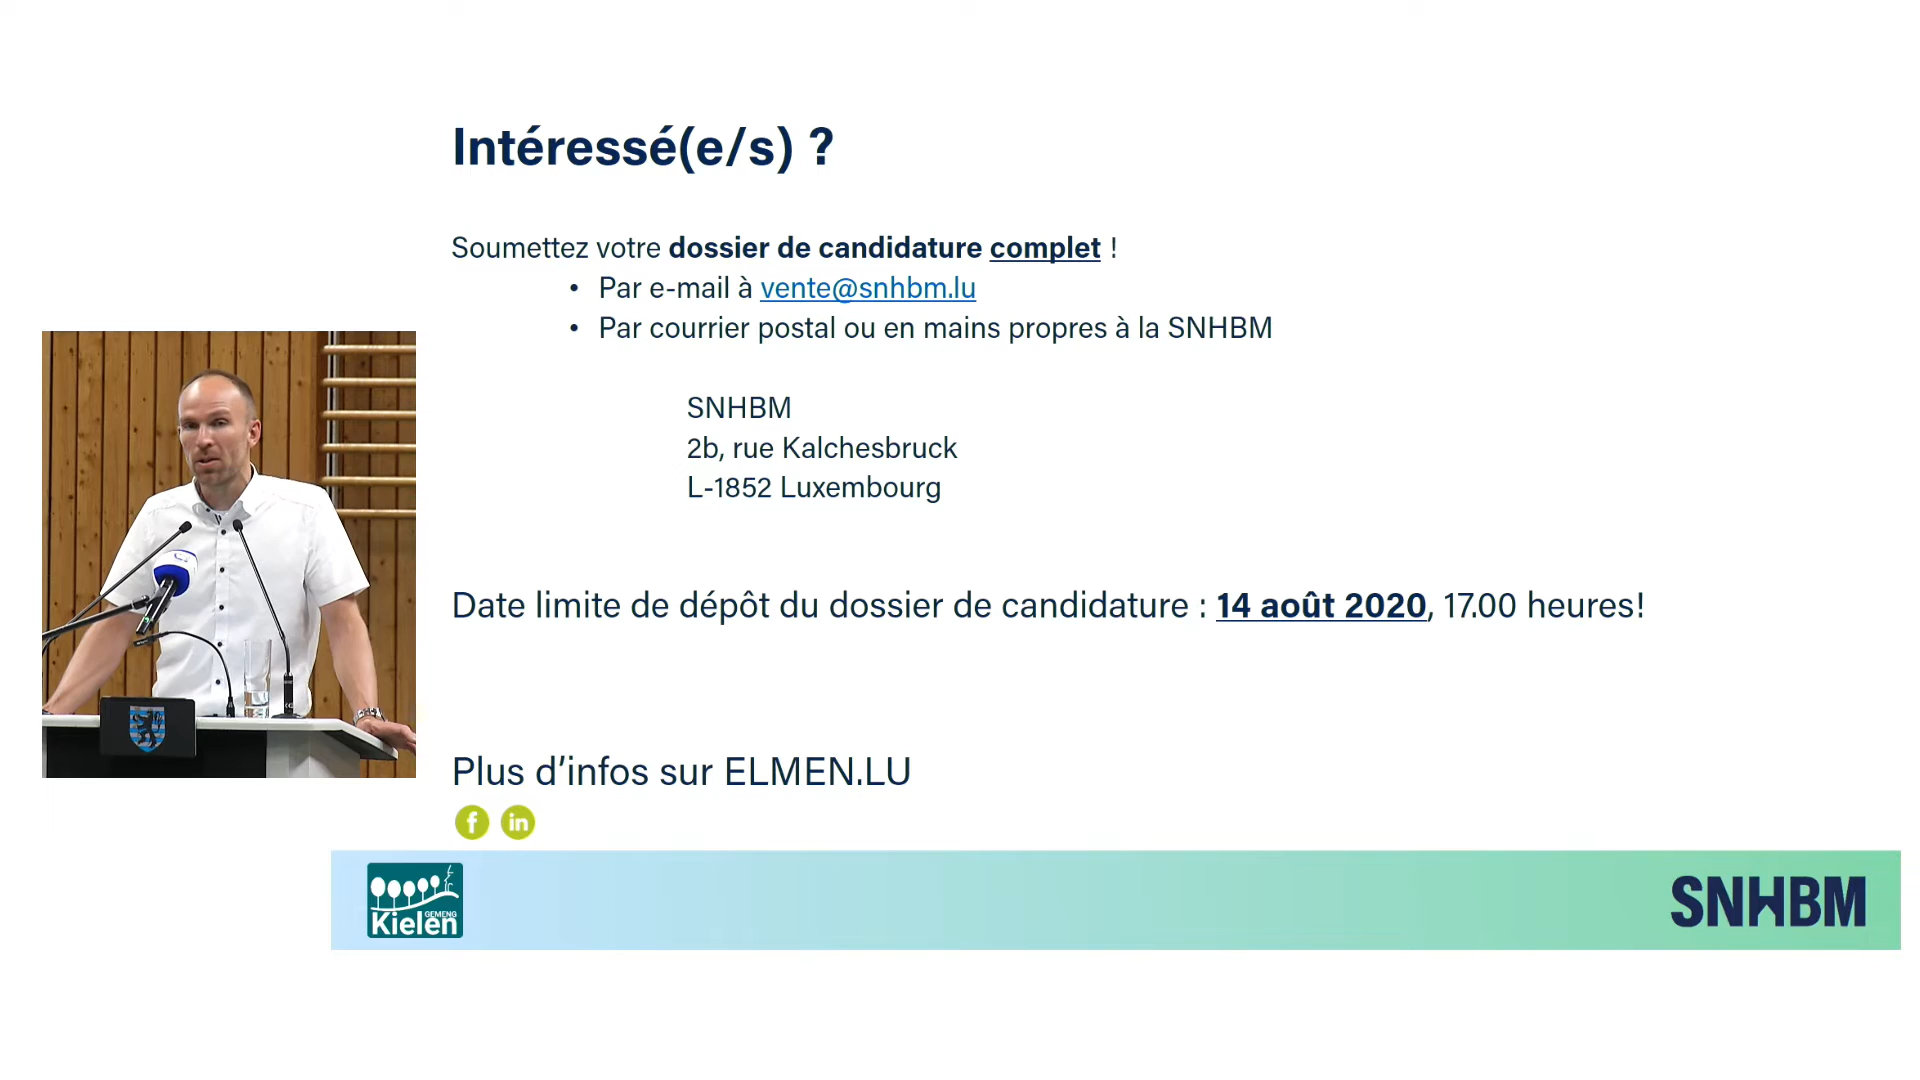 Intéressé(e/s) ?
Soumettez votre dossier de candidature complet !
• Par e-mail à vente@snhbm.lu
• Par courrier postal ou en mains propres à la SNHBM
SNHBM
2b, rue Kalchesbruck
L-1852 Luxembourg
Date limite de dépôt du dossier de candidature : 14 août 2020, 17.00 heures!
Plus d’infos sur ELMEN.LU
f in
GEMENG
Kielen
SNHBM